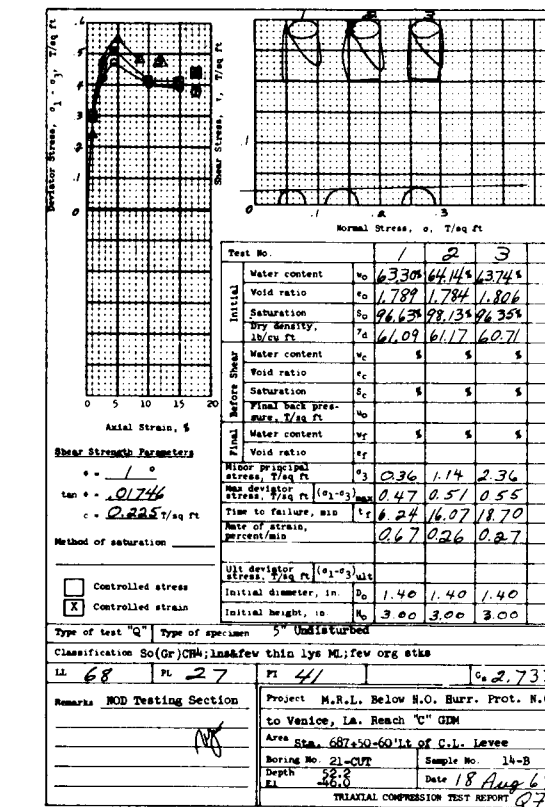 Deviator Stress, σ1 - σ3, T/sq ft
.5
.4
.3
.2
.1
0
0 5 10 15 20
Axial Strain, %
1 2 3
Shear Stress, τ, T/sq ft
.1
0
.1 .2 .3
Normal Stress, σ, T/sq ft
Shear Strength Parameters
φ = 1 °
tan φ = .01746
c = 0.225 T/sq ft
Method of saturation
Controlled stress
X Controlled strain
Test No. 1 2 3
Initial
Water content w0 63.30% 64.14% 63.74%
Void ratio e0 1.789 1.784 1.806
Saturation S0 96.63% 98.13% 96.35%
Dry density, lb/cu ft γd 61.09 61.17 60.71
Before Shear
Water content wc % % %
Void ratio ec
Saturation Sc % % %
Final back pressure, T/sq ft u0
Final
Water content wf % % %
Void ratio ef
Minor principal stress, T/sq ft σ3 0.36 1.14 2.36
Max deviator stress, T/sq ft (σ1-σ3)max 0.47 0.51 0.55
Time to failure, min tf 6.24 16.07 18.70
Rate of strain, percent/min 0.67 0.26 0.27
Ult deviator stress, T/sq ft (σ1-σ3)ult
Initial diameter, in. D0 1.40 1.40 1.40
Initial height, in. H0 3.00 3.00 3.00
Type of test "Q" Type of specimen 5" Undisturbed
Classification So(Gr)CH4;lns&few thin lys ML;few org stks
LL 68 PL 27 PI 41 Gs 2.73
Remarks NOD Testing Section
Project M.R.L. Below N.O. Hurr. Prot. N.O.
to Venice, La. Reach "C" GDM
Area Sta. 687+50-60'Lt of C.L. Levee
Boring No. 21-CUT Sample No. 14-B
Depth 52.2
El -46.0
Date 18 Aug 6
TRIAXIAL COMPRESSION TEST REPORT